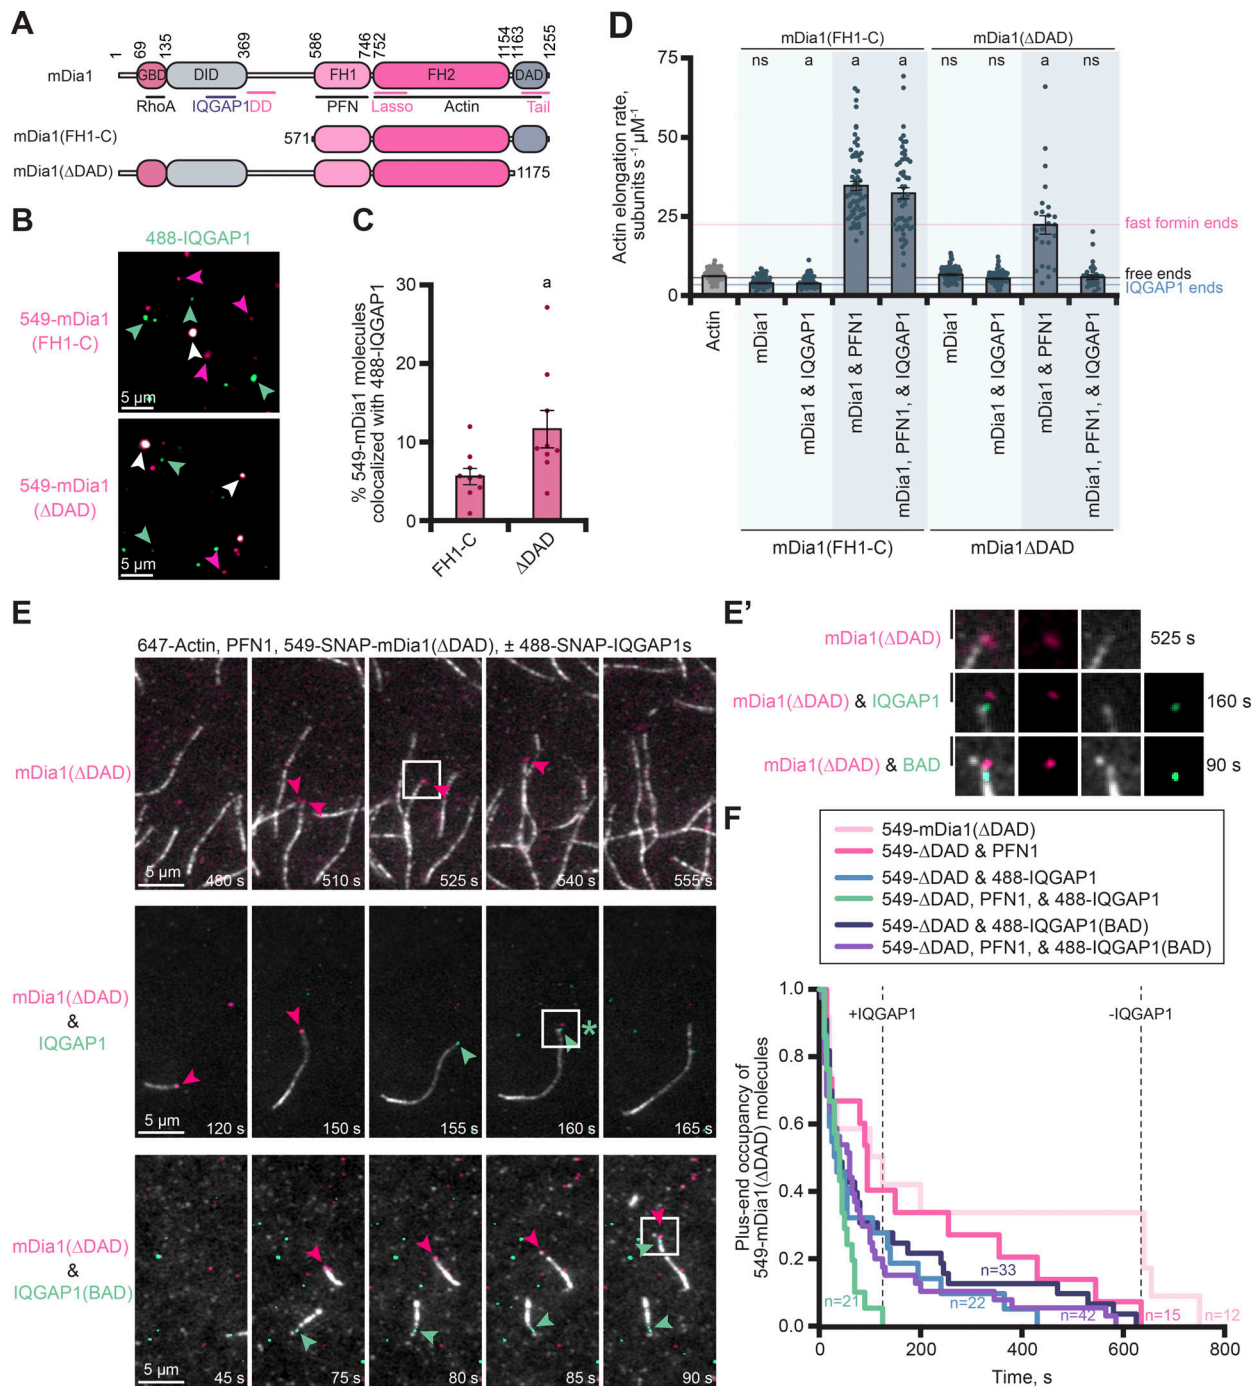 A
1
69
135
369
586
746
752
1154
1163
1255
mDia1
GBD
DID
FH1
FH2
DAD
RhoA
IQGAP1
DD
PFN
Lasso
Actin
Tail
mDia1(FH1-C)
571
mDia1(ΔDAD)
1175
B
488-IQGAP1
549-mDia1
(FH1-C)
5 µm
549-mDia1
(ΔDAD)
5 µm
C
% 549-mDia1 molecules
colocalized with 488-IQGAP1
30
20
10
0
a
FH1-C
ΔDAD
D
mDia1(FH1-C)
mDia1(ΔDAD)
ns
a
a
a
ns
ns
a
ns
Actin elongation rate,
subunits s⁻¹ µM⁻¹
75
50
25
0
fast formin ends
free ends
IQGAP1 ends
Actin
mDia1
mDia1 & IQGAP1
mDia1 & PFN1
mDia1, PFN1, & IQGAP1
mDia1
mDia1 & IQGAP1
mDia1 & PFN1
mDia1, PFN1, & IQGAP1
mDia1(FH1-C)
mDia1ΔDAD
E
647-Actin, PFN1, 549-SNAP-mDia1(ΔDAD), ± 488-SNAP-IQGAP1s
mDia1(ΔDAD)
5 µm
480 s
510 s
525 s
540 s
555 s
mDia1(ΔDAD)
&
IQGAP1
*
5 µm
120 s
150 s
155 s
160 s
165 s
mDia1(ΔDAD)
&
IQGAP1(BAD)
5 µm
45 s
75 s
80 s
85 s
90 s
E'
mDia1(ΔDAD)
525 s
mDia1(ΔDAD) & IQGAP1
160 s
mDia1(ΔDAD) & BAD
90 s
F
549-mDia1(ΔDAD)
549-ΔDAD & PFN1
549-ΔDAD & 488-IQGAP1
549-ΔDAD, PFN1, & 488-IQGAP1
549-ΔDAD & 488-IQGAP1(BAD)
549-ΔDAD, PFN1, & 488-IQGAP1(BAD)
Plus-end occupancy of
549-mDia1(ΔDAD) molecules
1.0
0.8
0.6
0.4
0.2
0.0
+IQGAP1
-IQGAP1
n=21
n=33
n=22
n=42
n=15
n=12
0
200
400
600
800
Time, s